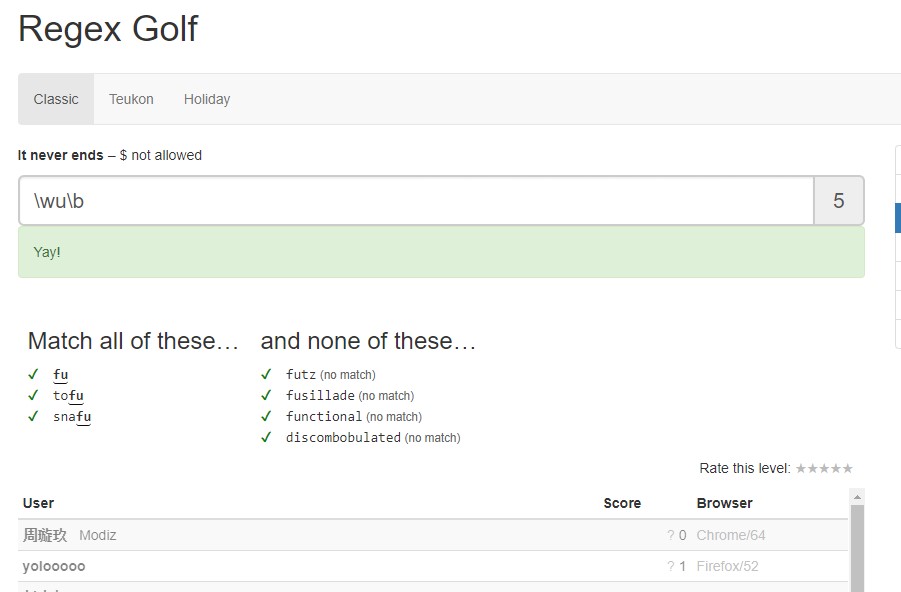 Regex Golf
Classic Teukon Holiday
It never ends – $ not allowed
\wu\b 5
Yay!
Match all of these… and none of these…
✓ fu ✓ futz (no match)
✓ tofu ✓ fusillade (no match)
✓ snafu ✓ functional (no match)
✓ discombobulated (no match)
Rate this level: ★★★★★
User Score Browser
周璇玖 Modiz ? 0 Chrome/64
yolooooo ? 1 Firefox/52